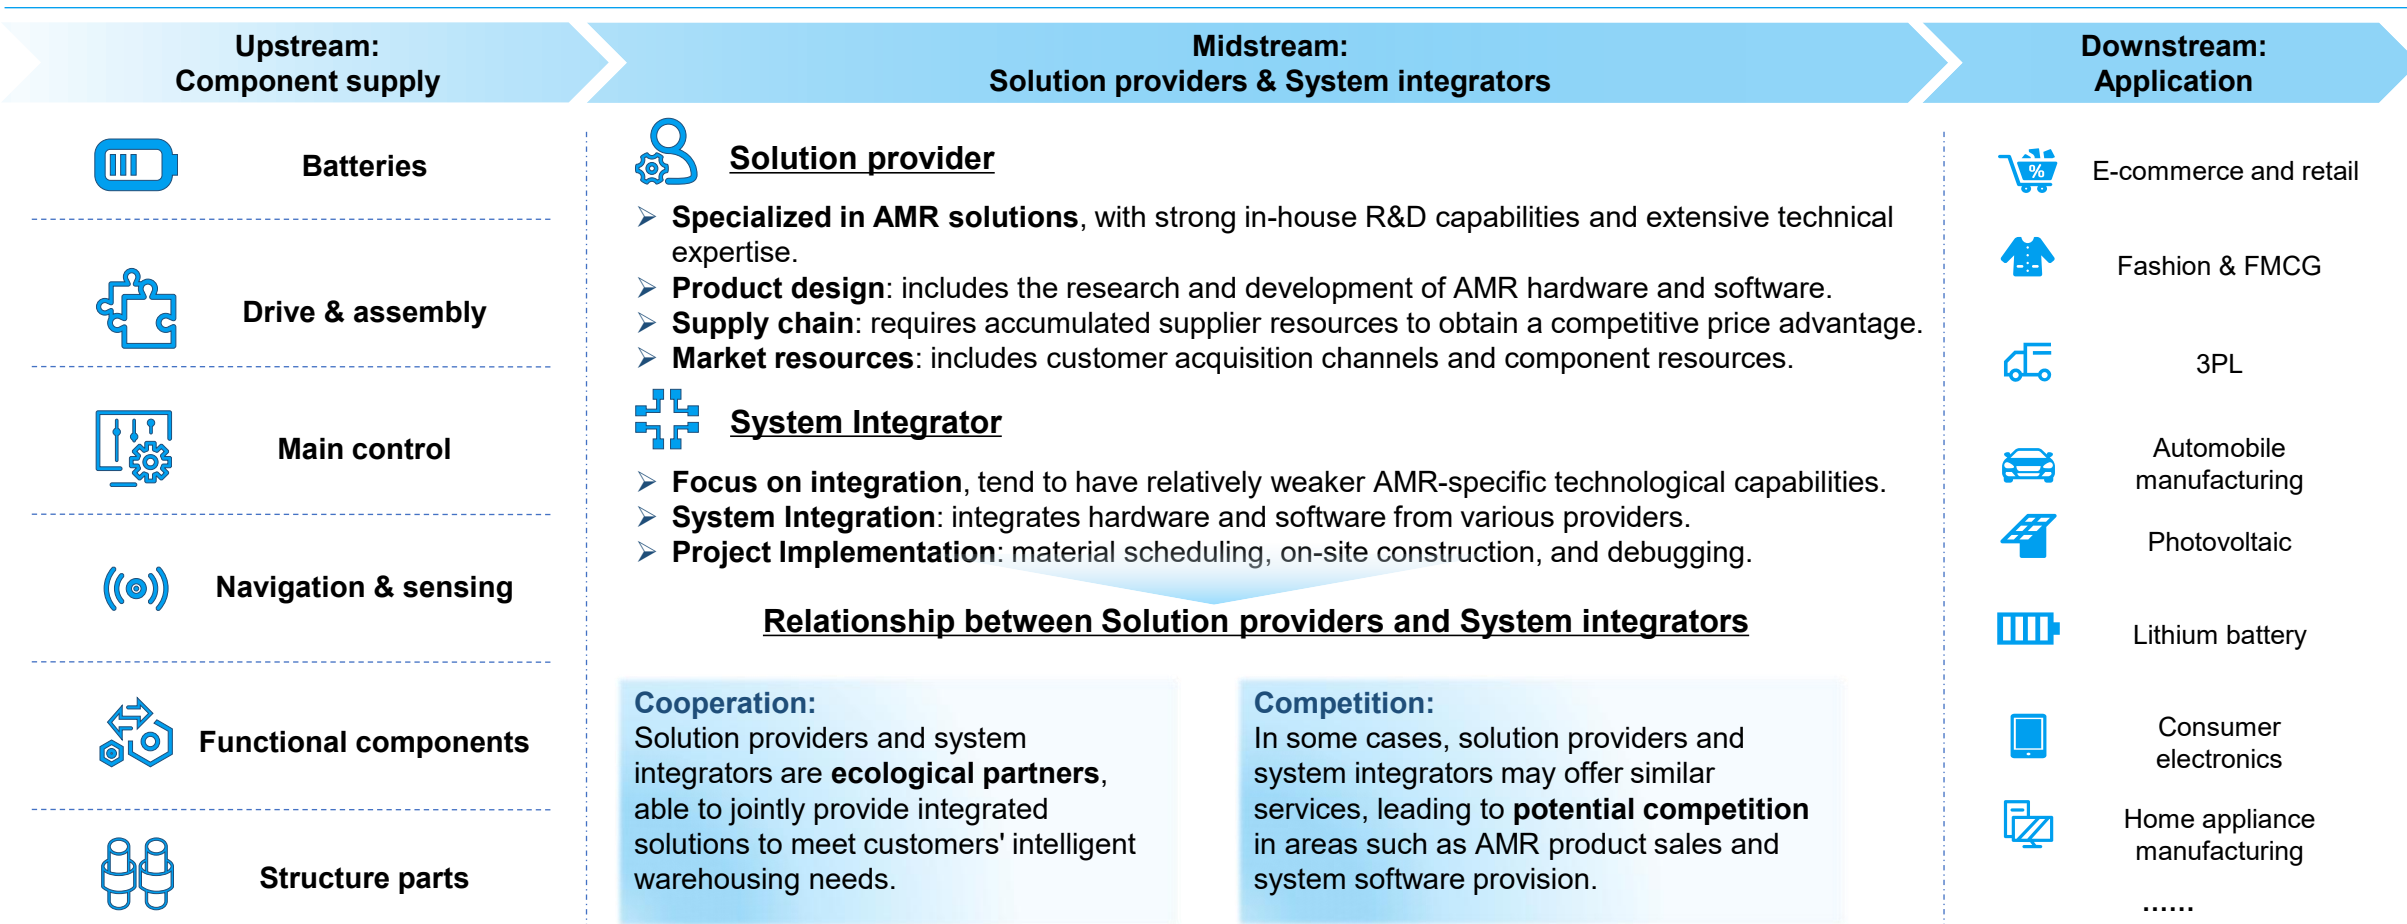 Upstream:
Component supply
Midstream:
Solution providers & System integrators
Downstream:
Application
Batteries
Drive & assembly
Main control
Navigation & sensing
Functional components
Structure parts
Solution provider
➢ Specialized in AMR solutions, with strong in-house R&D capabilities and extensive technical
expertise.
➢ Product design: includes the research and development of AMR hardware and software.
➢ Supply chain: requires accumulated supplier resources to obtain a competitive price advantage.
➢ Market resources: includes customer acquisition channels and component resources.
System Integrator
➢ Focus on integration, tend to have relatively weaker AMR-specific technological capabilities.
➢ System Integration: integrates hardware and software from various providers.
➢ Project Implementation: material scheduling, on-site construction, and debugging.
Relationship between Solution providers and System integrators
Cooperation:
Solution providers and system
integrators are ecological partners,
able to jointly provide integrated
solutions to meet customers' intelligent
warehousing needs.
Competition:
In some cases, solution providers and
system integrators may offer similar
services, leading to potential competition
in areas such as AMR product sales and
system software provision.
%
E-commerce and retail
Fashion & FMCG
3PL
Automobile
manufacturing
Photovoltaic
Lithium battery
Consumer
electronics
Home appliance
manufacturing
……